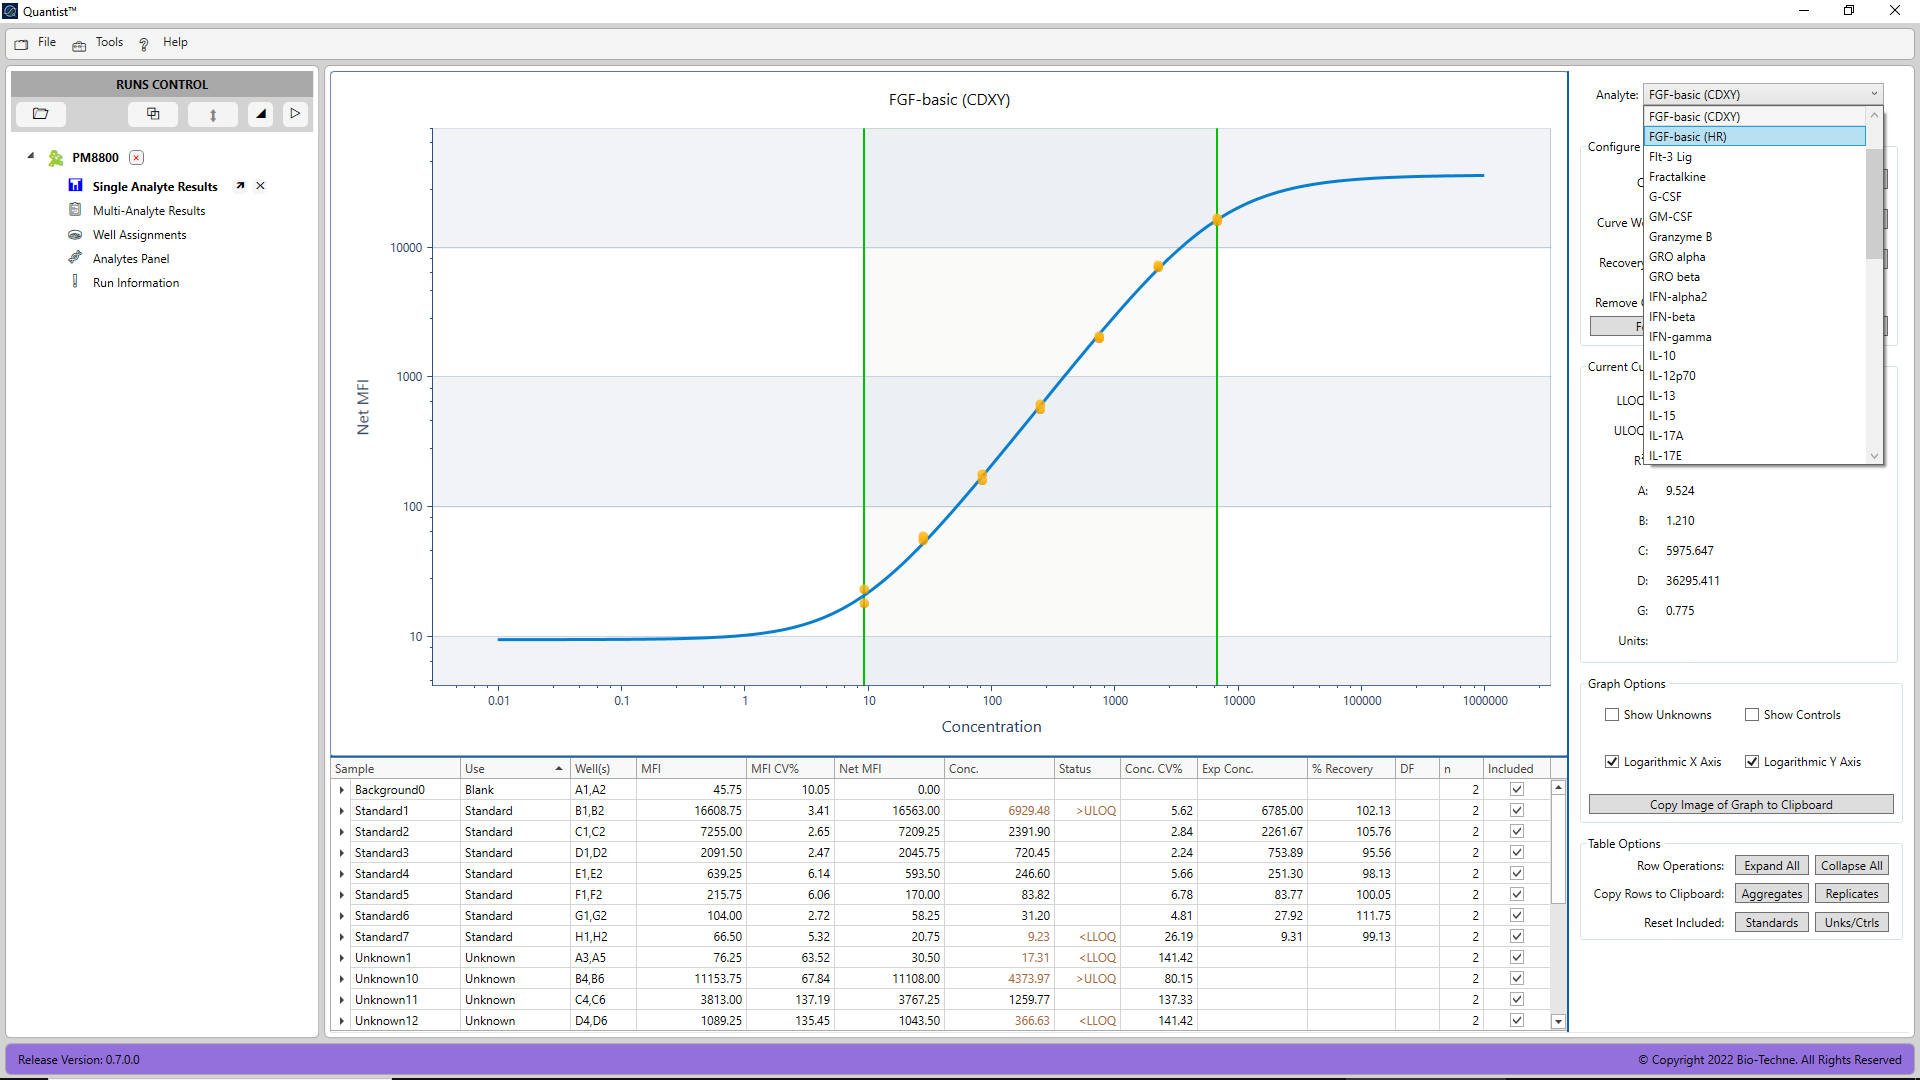 Quantist™
File Tools Help
RUNS CONTROL
PM8800
Single Analyte Results
Multi-Analyte Results
Well Assignments
Analytes Panel
Run Information
FGF-basic (CDXY)
Net MFI
10000
1000
100
10
0.01 0.1 1 10 100 1000 10000 100000 1000000
Concentration
Sample Use Well(s) MFI MFI CV% Net MFI Conc. Status Conc. CV% Exp Conc. % Recovery DF n Included
Background0 Blank A1,A2 45.75 10.05 0.00 2
Standard1 Standard B1,B2 16608.75 3.41 16563.00 6929.48 >ULOQ 5.62 6785.00 102.13 2
Standard2 Standard C1,C2 7255.00 2.65 7209.25 2391.90 2.84 2261.67 105.76 2
Standard3 Standard D1,D2 2091.50 2.47 2045.75 720.45 2.24 753.89 95.56 2
Standard4 Standard E1,E2 639.25 6.14 593.50 246.60 5.66 251.30 98.13 2
Standard5 Standard F1,F2 215.75 6.06 170.00 83.82 6.78 83.77 100.05 2
Standard6 Standard G1,G2 104.00 2.72 58.25 31.20 4.81 27.92 111.75 2
Standard7 Standard H1,H2 66.50 5.32 20.75 9.23 <LLOQ 26.19 9.31 99.13 2
Unknown1 Unknown A3,A5 76.25 63.52 30.50 17.31 <LLOQ 141.42 2
Unknown10 Unknown B4,B6 11153.75 67.84 11108.00 4373.97 >ULOQ 80.15 2
Unknown11 Unknown C4,C6 3813.00 137.19 3767.25 1259.77 137.33 2
Unknown12 Unknown D4,D6 1089.25 135.45 1043.50 366.63 <LLOQ 141.42 2
Analyte: FGF-basic (CDXY)
FGF-basic (CDXY)
FGF-basic (HR)
Flt-3 Lig
Fractalkine
G-CSF
GM-CSF
Granzyme B
GRO alpha
GRO beta
IFN-alpha2
IFN-beta
IFN-gamma
IL-10
IL-12p70
IL-13
IL-15
IL-17A
IL-17E
Configure
Curve
Recovery
Remove
Current
A: 9.524
B: 1.210
C: 5975.647
D: 36295.411
G: 0.775
Units:
Graph Options
Show Unknowns Show Controls
Logarithmic X Axis Logarithmic Y Axis
Copy Image of Graph to Clipboard
Table Options
Row Operations: Expand All Collapse All
Copy Rows to Clipboard: Aggregates Replicates
Reset Included: Standards Unks/Ctrls
Release Version: 0.7.0.0
© Copyright 2022 Bio-Techne. All Rights Reserved